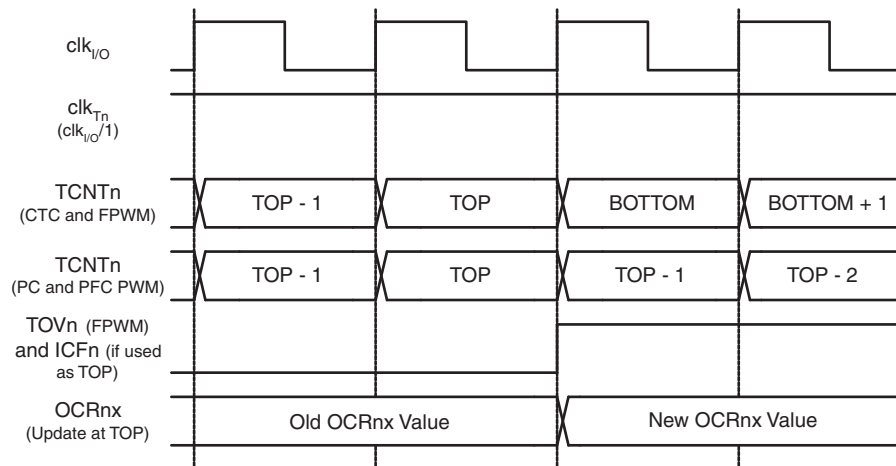 clkI/O
clkTn
(clkI/O/1)
TCNTn
(CTC and FPWM)
TOP - 1
TOP
BOTTOM
BOTTOM + 1
TCNTn
(PC and PFC PWM)
TOP - 1
TOP
TOP - 1
TOP - 2
TOVn (FPWM)
and ICFn (if used
as TOP)
OCRnx
(Update at TOP)
Old OCRnx Value
New OCRnx Value